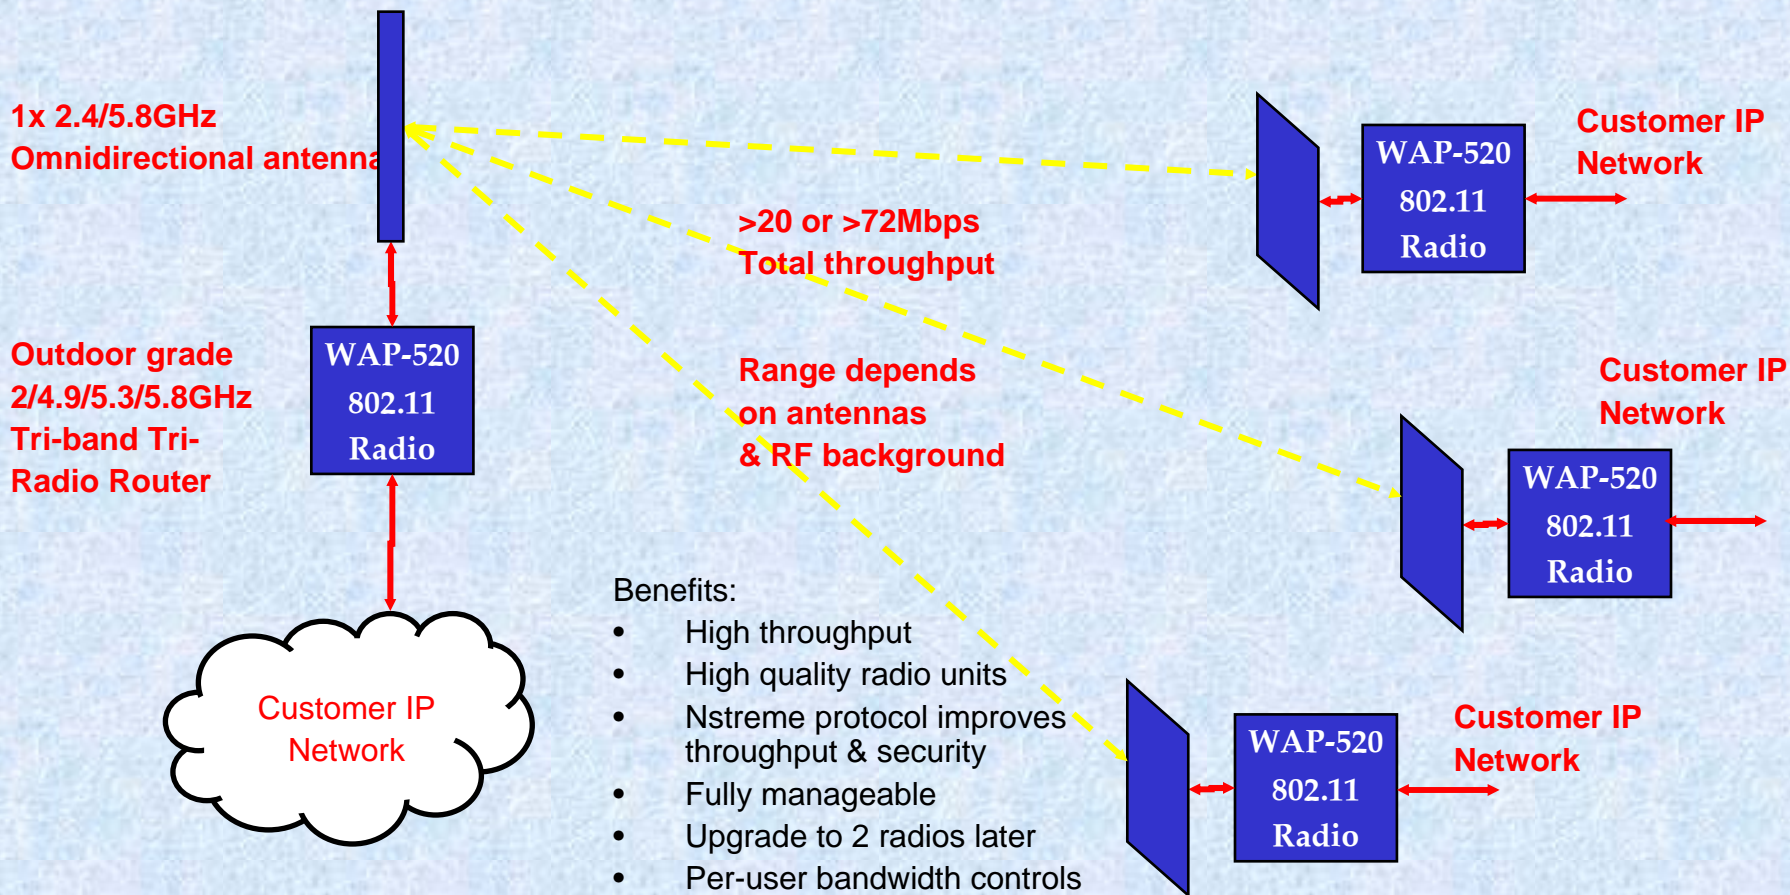 1x 2.4/5.8GHz
Omnidirectional antenna
Outdoor grade
2/4.9/5.3/5.8GHz
Tri-band Tri-
Radio Router
WAP-520
802.11
Radio
Customer IP
Network
>20 or >72Mbps
Total throughput
Range depends
on antennas
& RF background
Benefits:
• High throughput
• High quality radio units
• Nstreme protocol improves
throughput & security
• Fully manageable
• Upgrade to 2 radios later
• Per-user bandwidth controls
WAP-520
802.11
Radio
Customer IP
Network
WAP-520
802.11
Radio
Customer IP
Network
WAP-520
802.11
Radio
Customer IP
Network